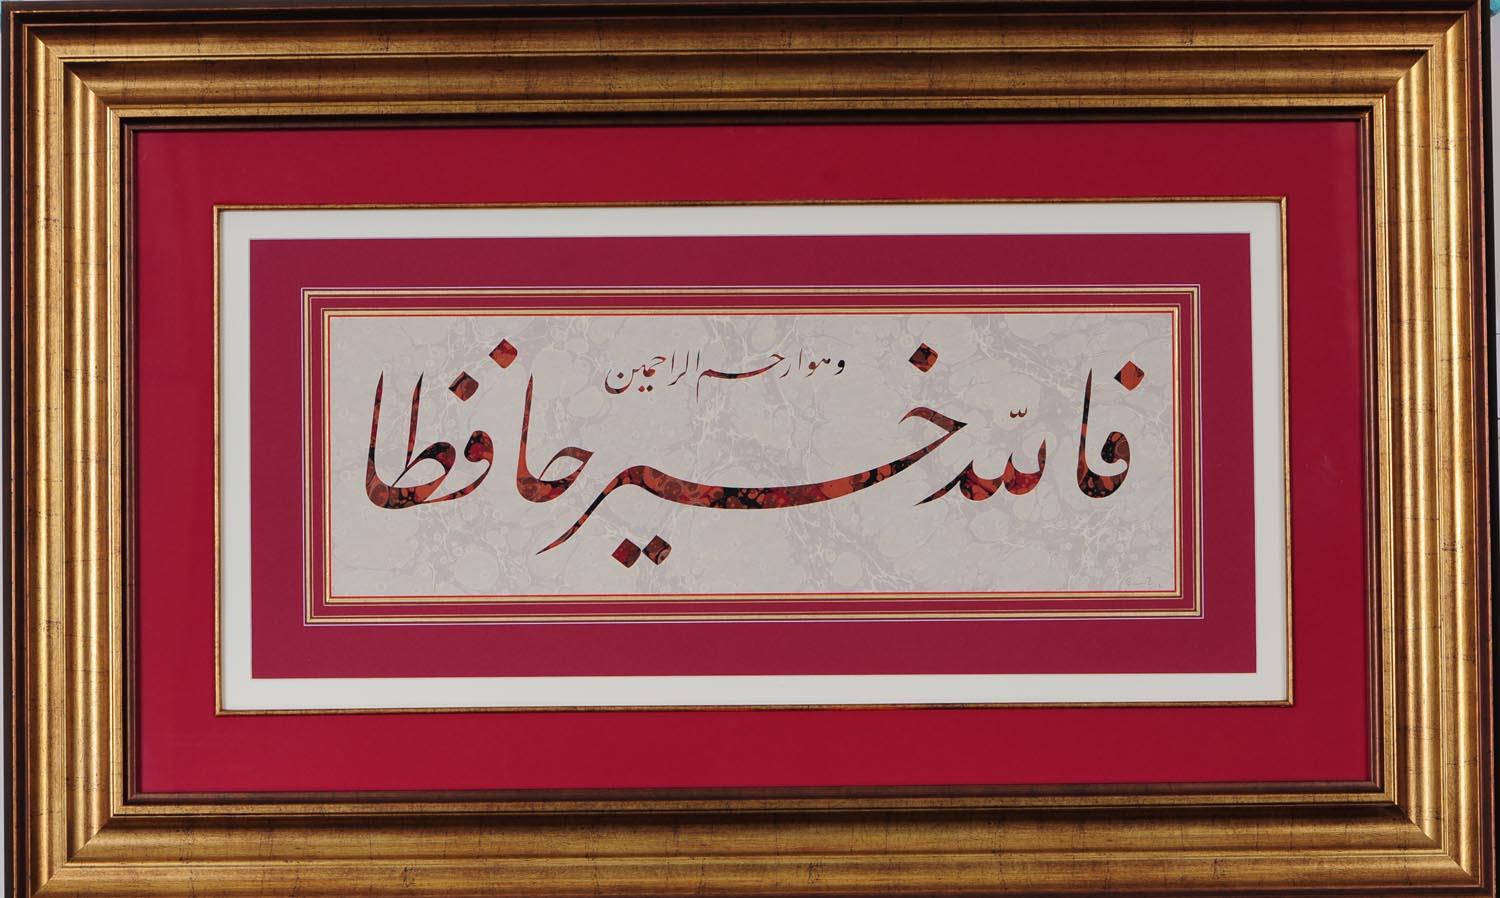 فالله خير حافظا
وهو ارحم الراحمين